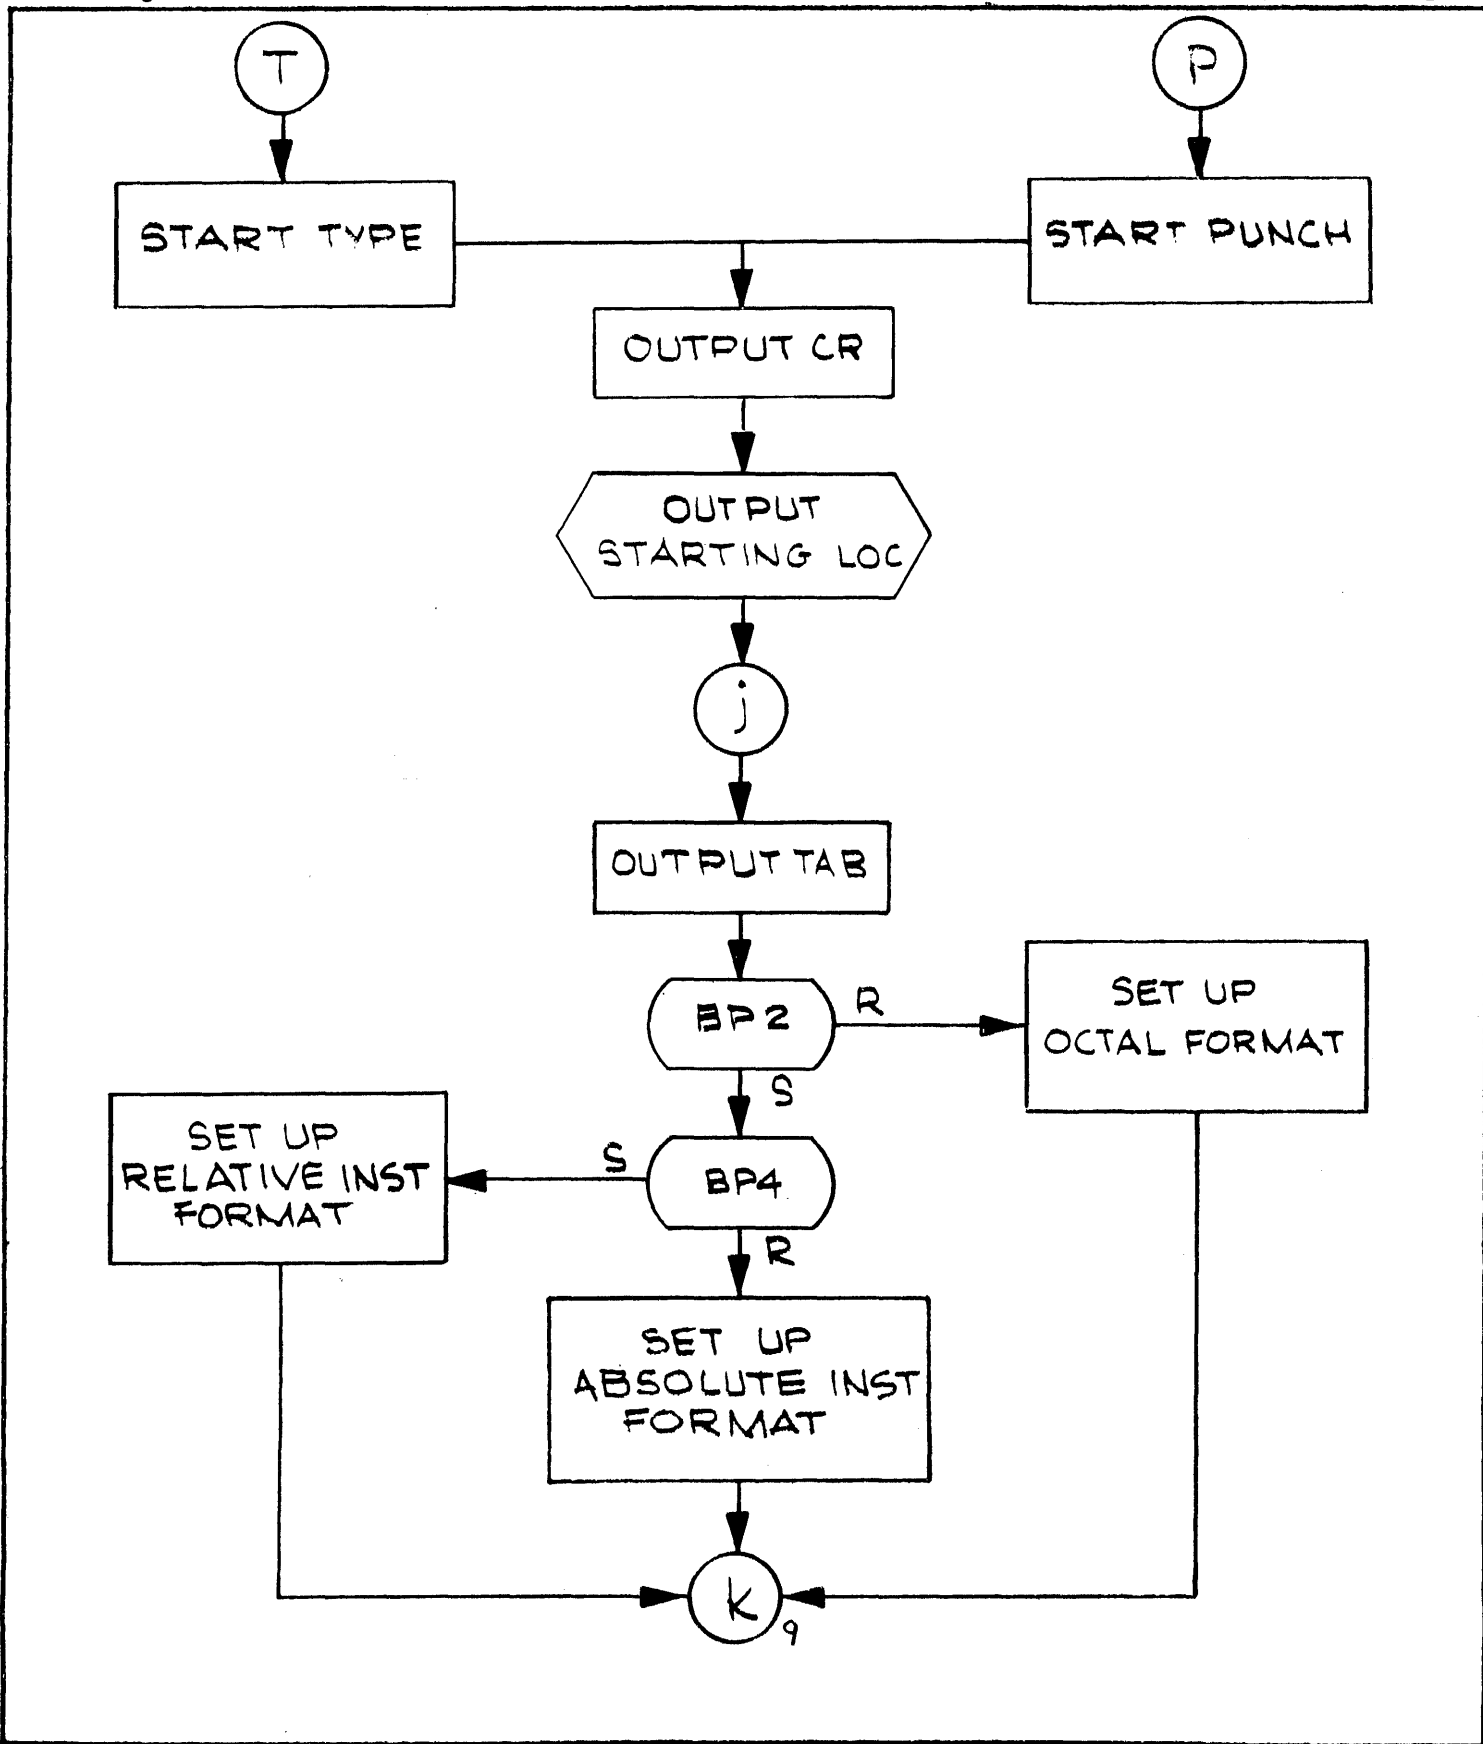 T
P
START TYPE
START PUNCH
OUTPUT CR
OUTPUT
STARTING LOC
j
OUTPUT TAB
BP2
R
SET UP
OCTAL FORMAT
S
SET UP
RELATIVE INST
FORMAT
S
BP4
R
SET UP
ABSOLUTE INST
FORMAT
k
9